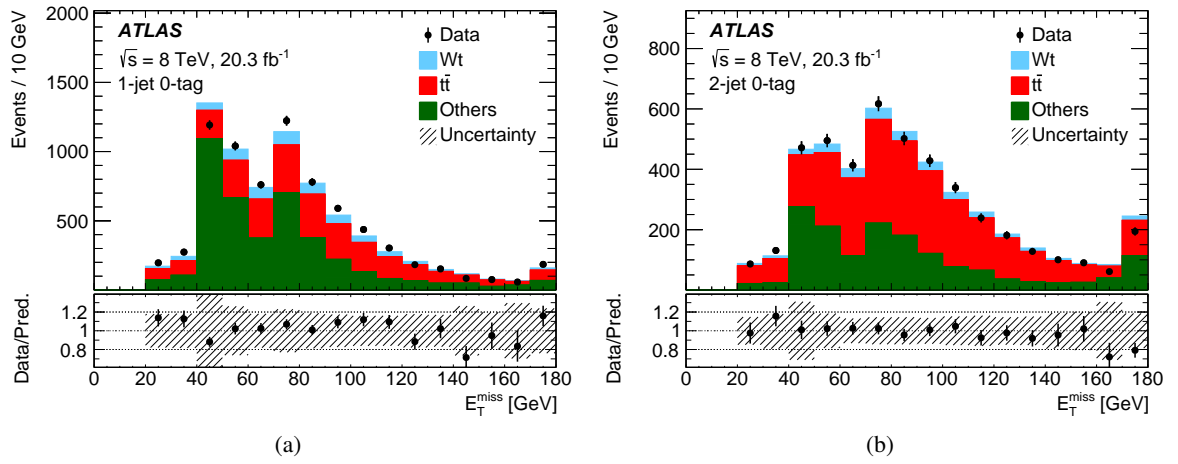 Events / 10 GeV
2000
1500
1000
500
ATLAS
√s = 8 TeV, 20.3 fb-1
1-jet 0-tag
Data
Wt
tt̄
Others
Uncertainty
Data/Pred.
1.2
1
0.8
0 20 40 60 80 100 120 140 160 180
E_T^miss [GeV]
(a)
Events / 10 GeV
800
600
400
200
ATLAS
√s = 8 TeV, 20.3 fb-1
2-jet 0-tag
Data
Wt
tt̄
Others
Uncertainty
Data/Pred.
1.2
1
0.8
0 20 40 60 80 100 120 140 160 180
E_T^miss [GeV]
(b)